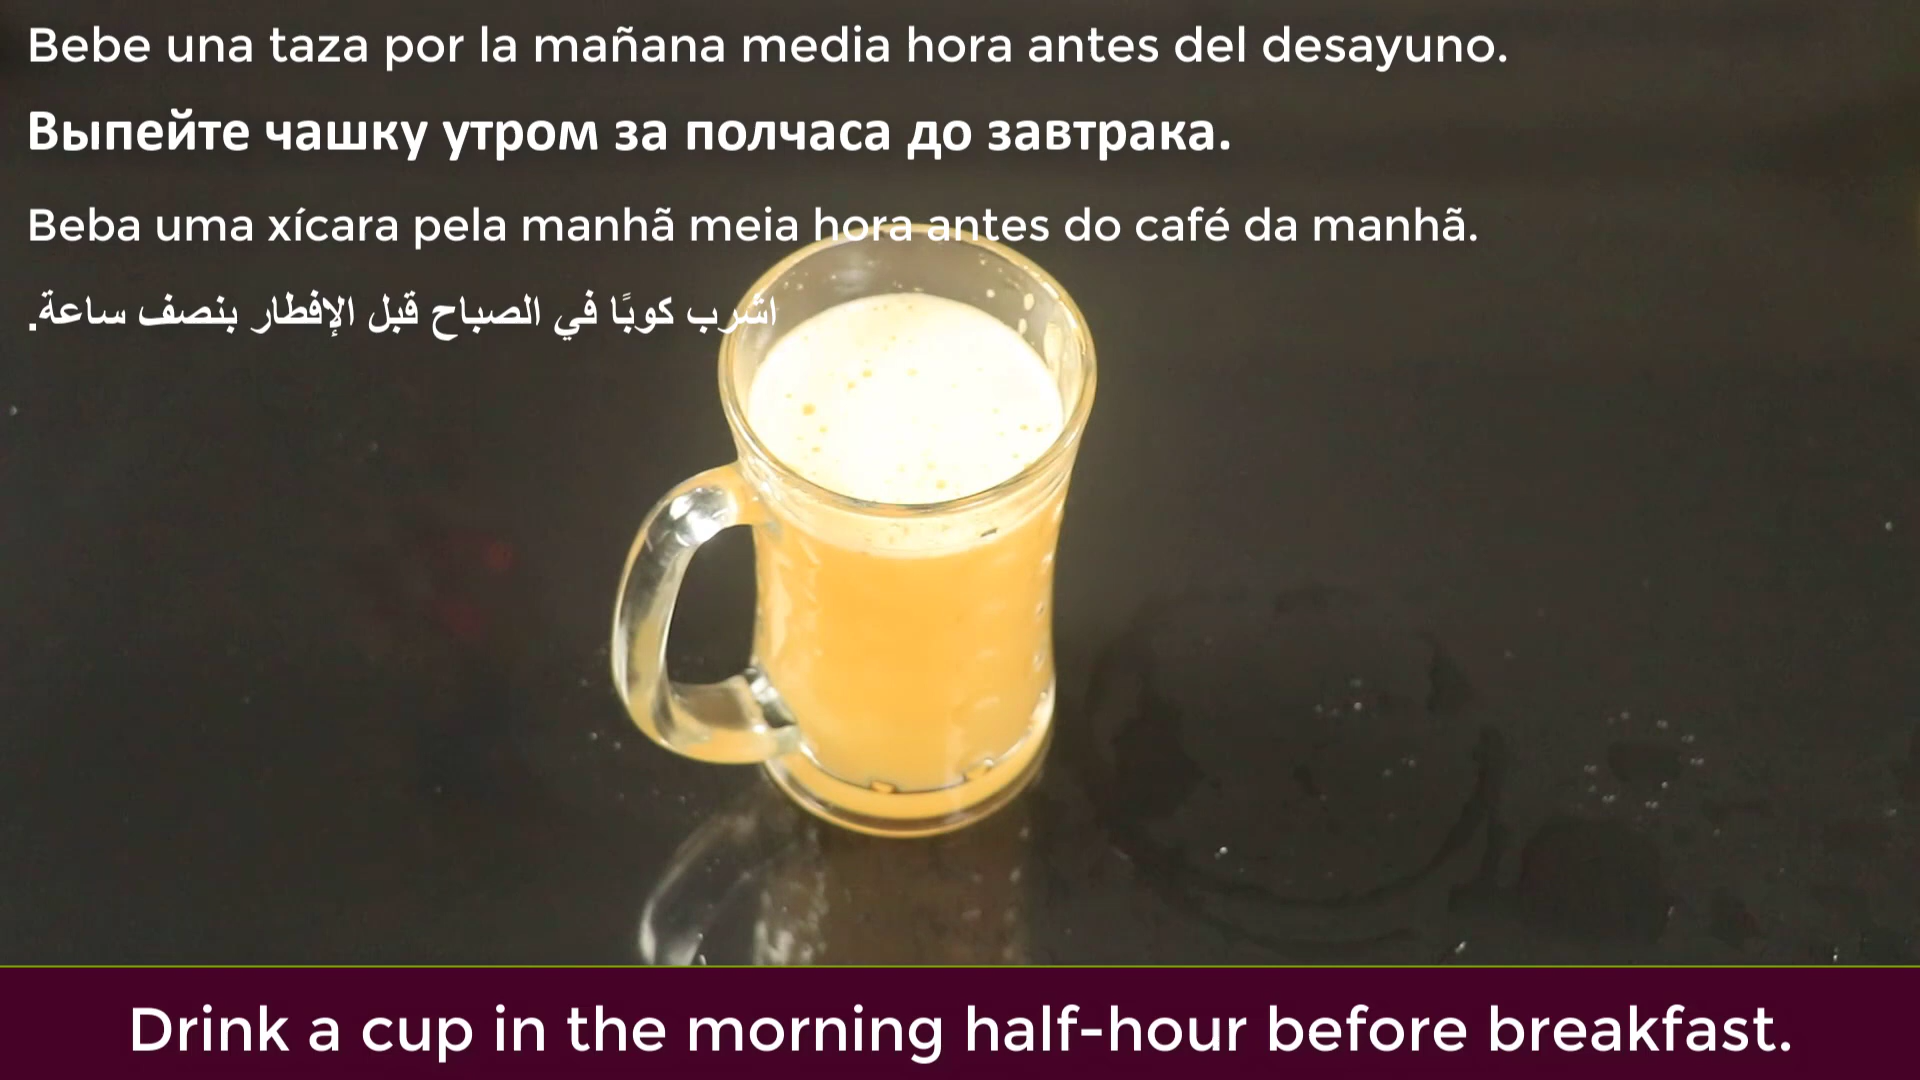 Bebe una taza por la mañana media hora antes del desayuno.
Выпейте чашку утром за полчаса до завтрака.
Beba uma xícara pela manhã meia hora antes do café da manhã.
اشرب كوبًا في الصباح قبل الإفطار بنصف ساعة.
Drink a cup in the morning half-hour before breakfast.